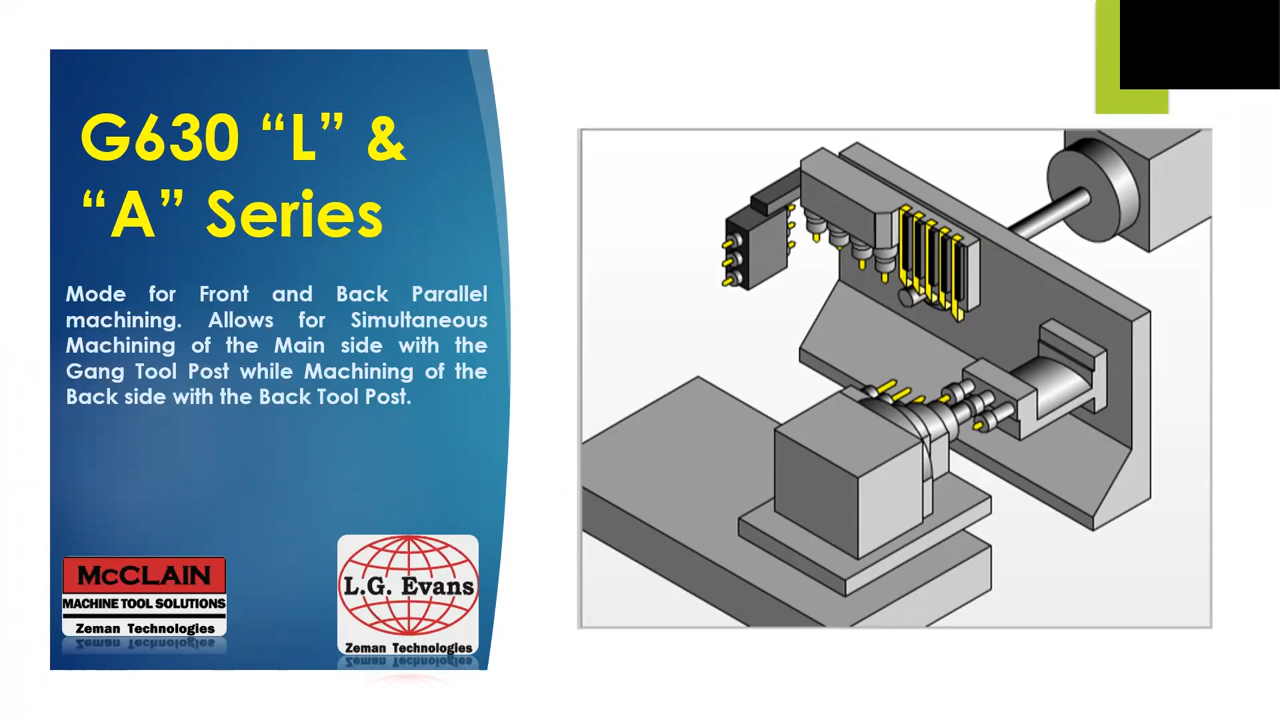 G630 “L” &
“A” Series
Mode for Front and Back Parallel
machining. Allows for Simultaneous
Machining of the Main side with the
Gang Tool Post while Machining of the
Back side with the Back Tool Post.
McCLAIN
MACHINE TOOL SOLUTIONS
Zeman Technologies
L.G. Evans
Zeman Technologies